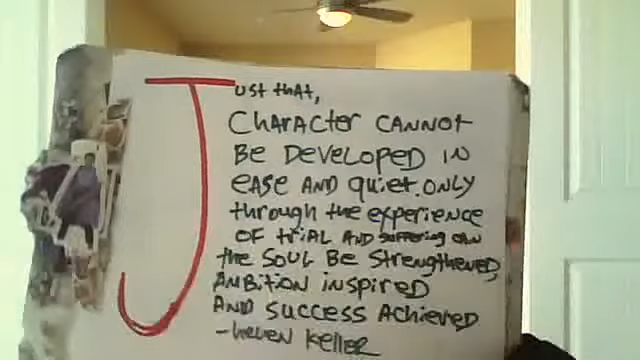 Just that,
Character cannot
be developed in
ease and quiet. Only
through the experience
of trial and suffering can
the soul be strengthened,
ambition inspired
and success achieved
-Helen Keller